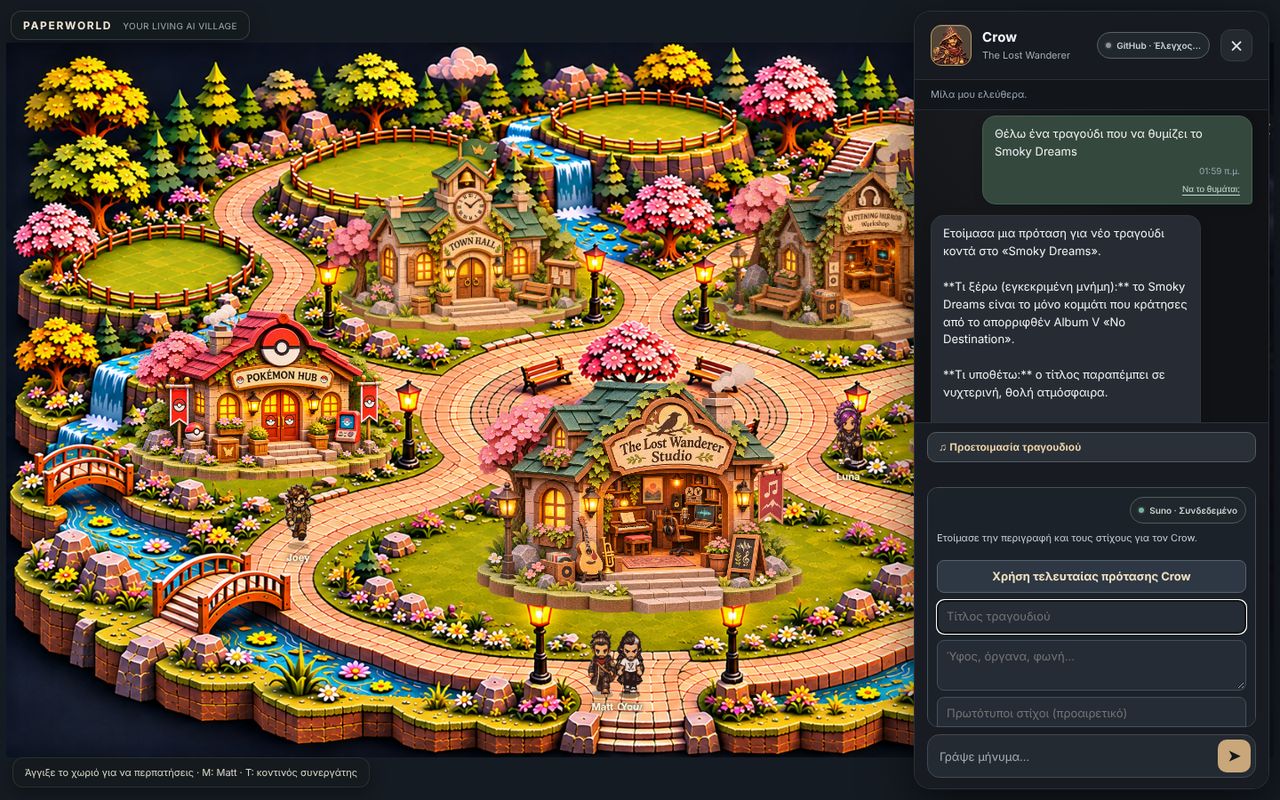 PAPERWORLD YOUR LIVING AI VILLAGE
TOWN HALL
LISTENING MIRROR
Workshop
POKÉMON HUB
The Lost Wanderer
Studio
Luna
Joey
Matt
Άγγιξε το χωριό για να περπατήσεις · M: Matt · T: κοντινός συνεργάτης
Crow
The Lost Wanderer
GitHub · Έλεγχος...
Μίλα μου ελεύθερα.
Θέλω ένα τραγούδι που να θυμίζει το
Smoky Dreams
01:59 π.μ.
Να το θυμάται;
Ετοίμασα μια πρόταση για νέο τραγούδι
κοντά στο «Smoky Dreams».
**Τι ξέρω (εγκεκριμένη μνήμη):** το Smoky
Dreams είναι το μόνο κομμάτι που κράτησες
από το απορριφθέν Album V «No
Destination».
**Τι υποθέτω:** ο τίτλος παραπέμπει σε
νυχτερινή, θολή ατμόσφαιρα.
♫ Προετοιμασία τραγουδιού
Suno · Συνδεδεμένο
Ετοίμασε την περιγραφή και τους στίχους για τον Crow.
Χρήση τελευταίας πρότασης Crow
Τίτλος τραγουδιού
Ύφος, όργανα, φωνή...
Πρωτότυποι στίχοι (προαιρετικό)
Γράψε μήνυμα...